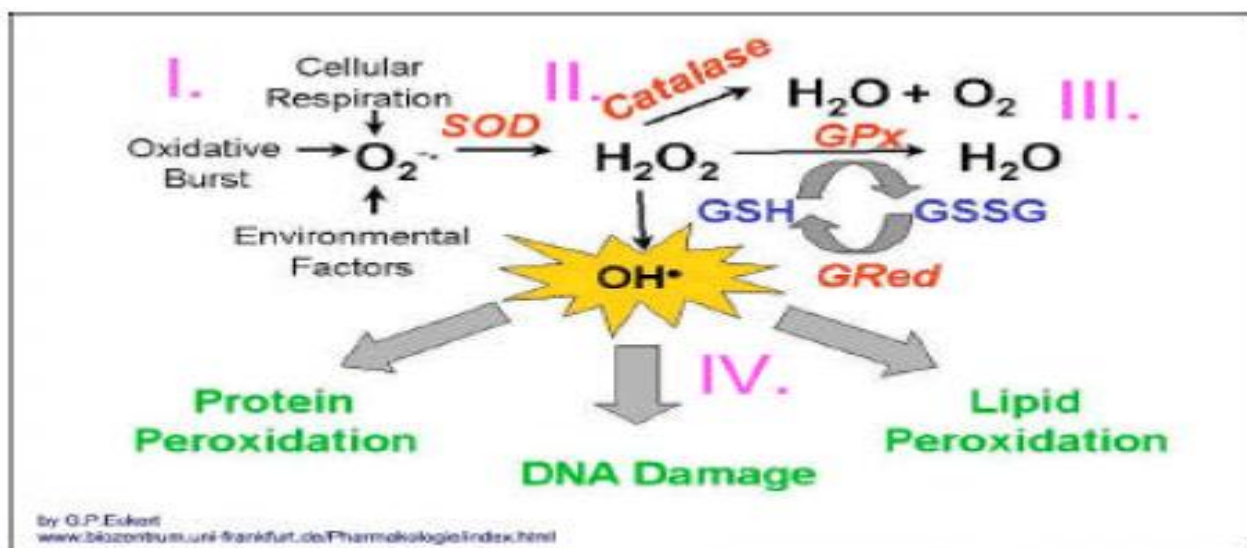 I.
Cellular
Respiration
Oxidative
Burst
O₂⁻·
Environmental
Factors
SOD
II.
H₂O₂
Catalase
H₂O + O₂
III.
GPx
H₂O
GSH
GSSG
GRed
OH•
IV.
Protein
Peroxidation
DNA Damage
Lipid
Peroxidation
by G.P.Eckert
www.biozentrum.uni-frankfurt.de/Pharmakologie/index.html